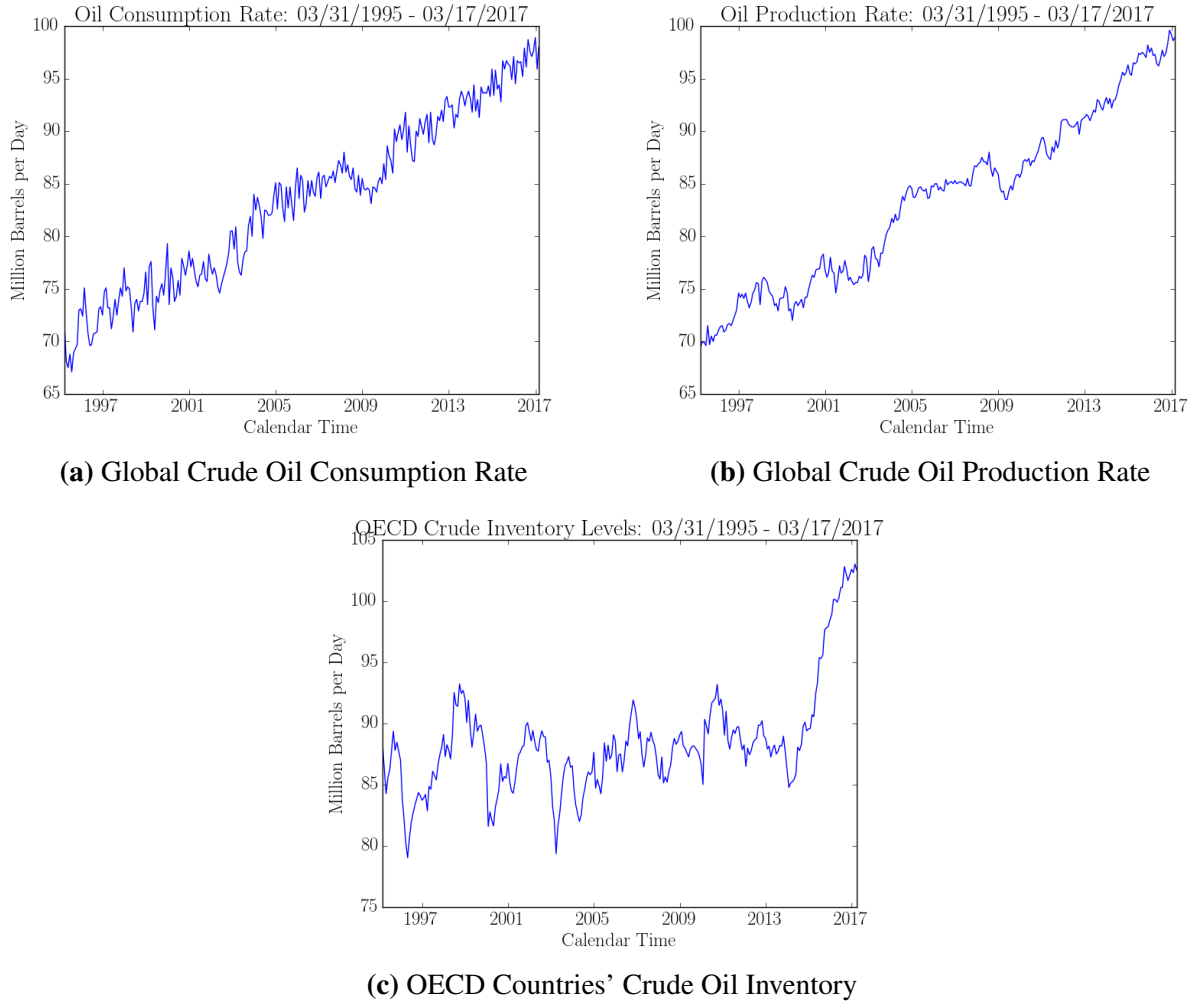 Oil Consumption Rate: 03/31/1995 - 03/17/2017
100
95
90
85
80
75
70
65
Million Barrels per Day
1997 2001 2005 2009 2013 2017
Calendar Time
(a) Global Crude Oil Consumption Rate
Oil Production Rate: 03/31/1995 - 03/17/2017
100
95
90
85
80
75
70
65
Million Barrels per Day
1997 2001 2005 2009 2013 2017
Calendar Time
(b) Global Crude Oil Production Rate
OECD Crude Inventory Levels: 03/31/1995 - 03/17/2017
105
100
95
90
85
80
75
Million Barrels per Day
1997 2001 2005 2009 2013 2017
Calendar Time
(c) OECD Countries’ Crude Oil Inventory